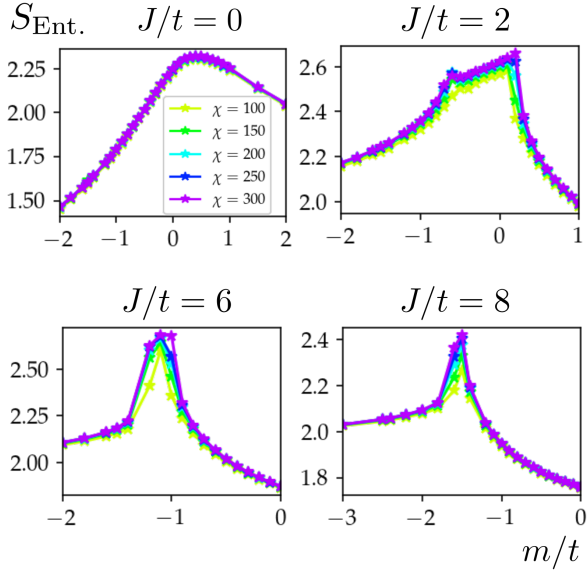 S_Ent.
J/t = 0
J/t = 2
2.25
2.00
1.75
1.50
χ = 100
χ = 150
χ = 200
χ = 250
χ = 300
−2 −1 0 1 2
2.6
2.4
2.2
2.0
−2 −1 0 1
J/t = 6
J/t = 8
2.50
2.25
2.00
−2 −1 0
2.4
2.2
2.0
1.8
−3 −2 −1 0
m/t